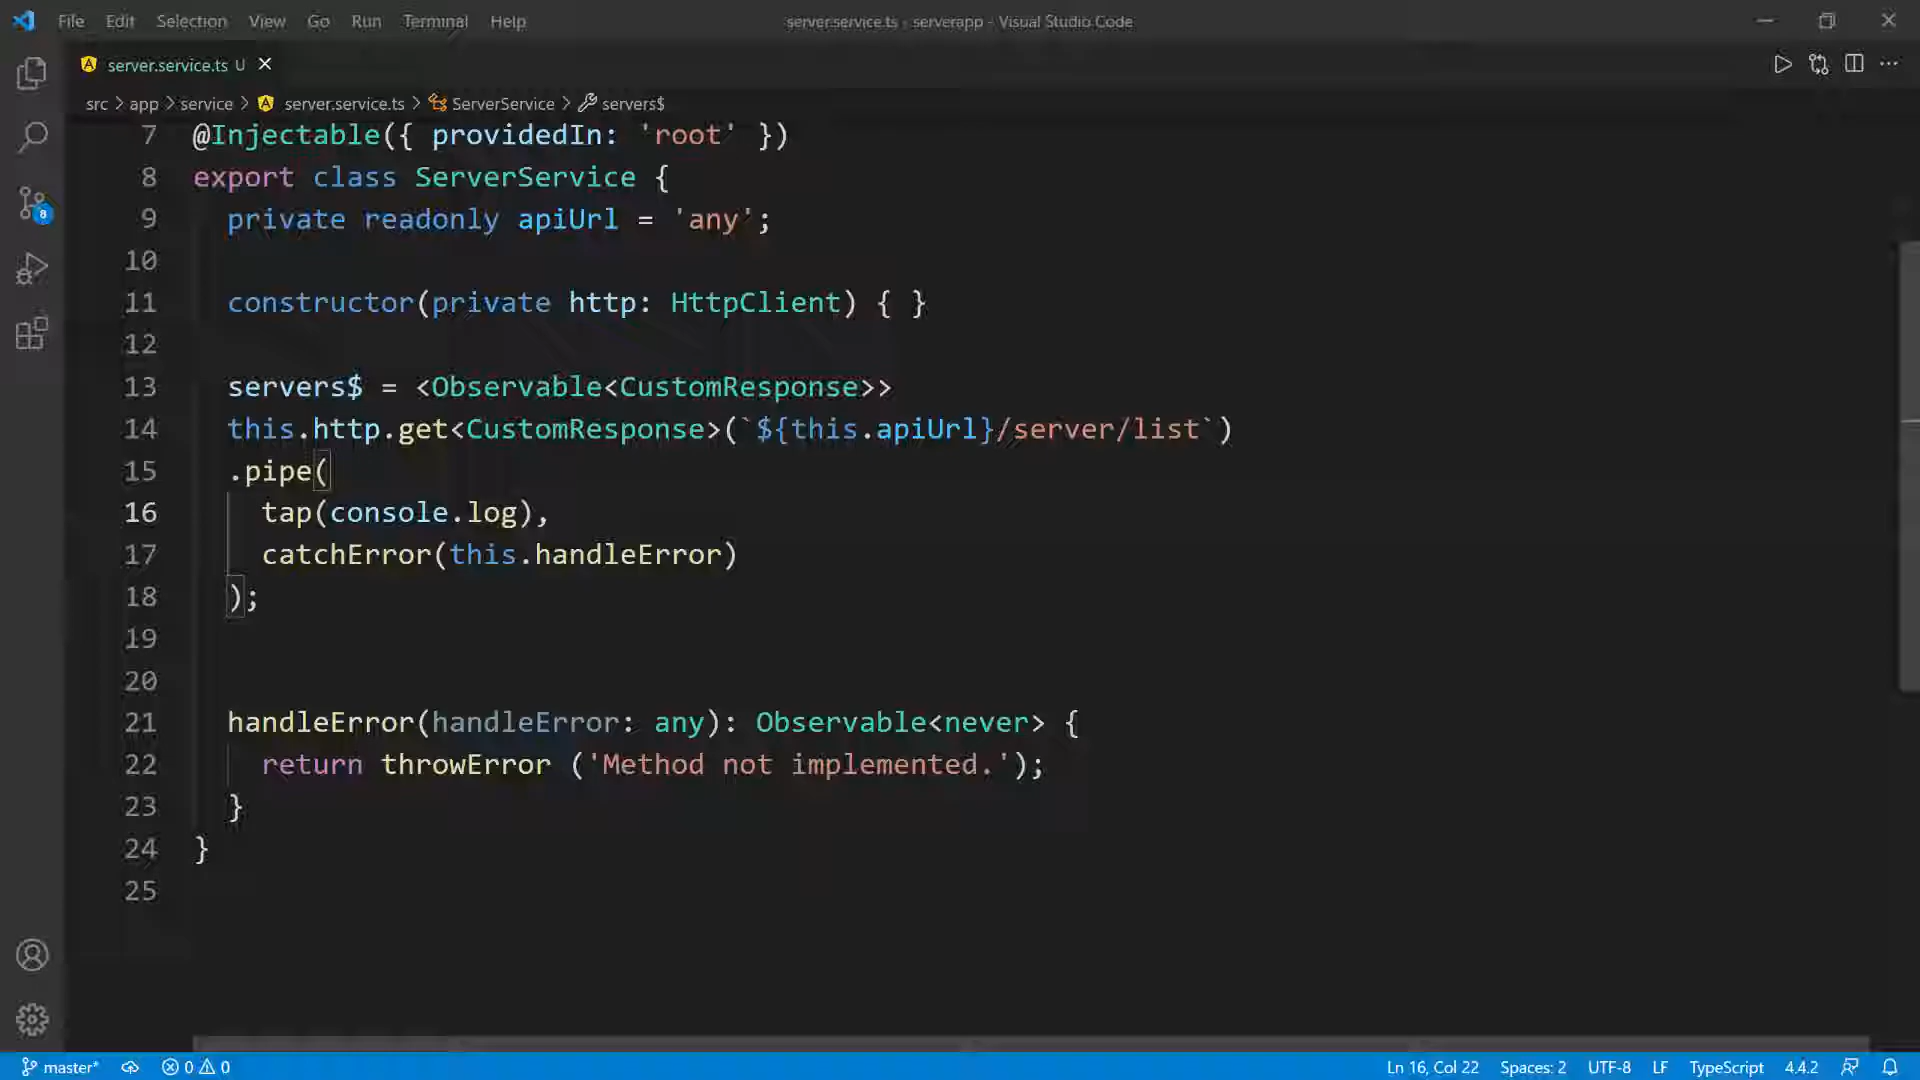 File Edit Selection View Go Run Terminal Help server.service.ts - serverapp - Visual Studio Code
server.service.ts U
src > app > service > server.service.ts > ServerService > servers$
7 @Injectable({ providedIn: 'root' })
8 export class ServerService {
9 private readonly apiUrl = 'any';
10
11 constructor(private http: HttpClient) { }
12
13 servers$ = <Observable<CustomResponse>>
14 this.http.get<CustomResponse>(`${this.apiUrl}/server/list`)
15 .pipe(
16 tap(console.log),
17 catchError(this.handleError)
18 );
19
20
21 handleError(handleError: any): Observable<never> {
22 return throwError ('Method not implemented.');
23 }
24 }
25
8
master* 0 0 Ln 16, Col 22 Spaces: 2 UTF-8 LF TypeScript 4.4.2